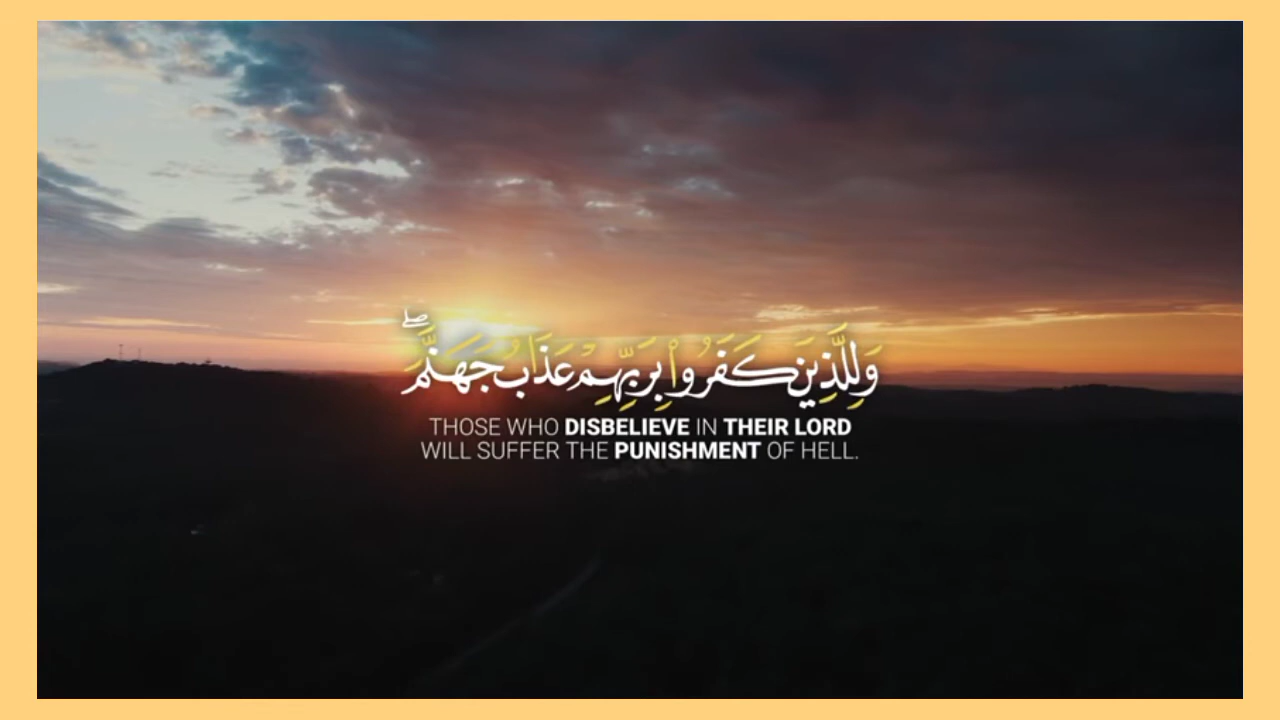 وَلِلَّذِينَ كَفَرُوا۟ بِرَبِّهِمْ عَذَابُ جَهَنَّمَ ۖ
THOSE WHO DISBELIEVE IN THEIR LORD
WILL SUFFER THE PUNISHMENT OF HELL.